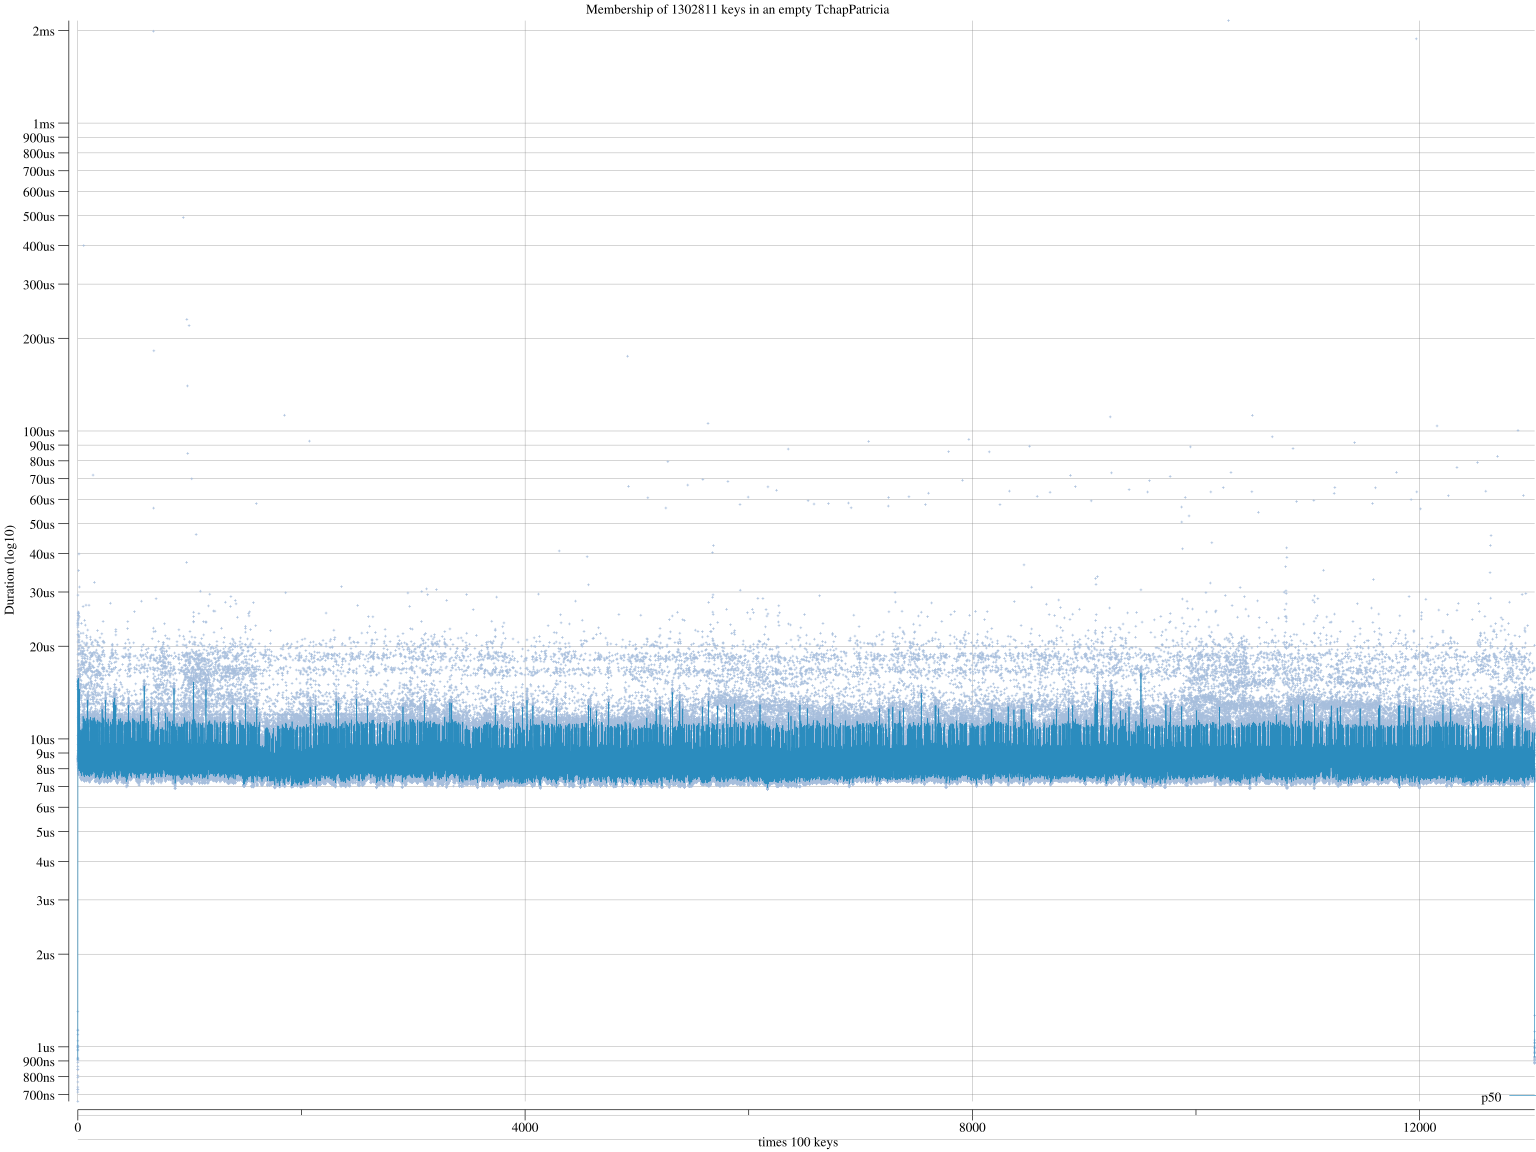 Membership of 1302811 keys in an empty TchapPatricia
2ms
1ms
900us
800us
700us
600us
500us
400us
300us
200us
100us
90us
80us
70us
60us
50us
40us
30us
20us
10us
9us
8us
7us
6us
5us
4us
3us
2us
1us
900ns
800ns
700ns
Duration (log10)
p50
0
4000
8000
12000
times 100 keys